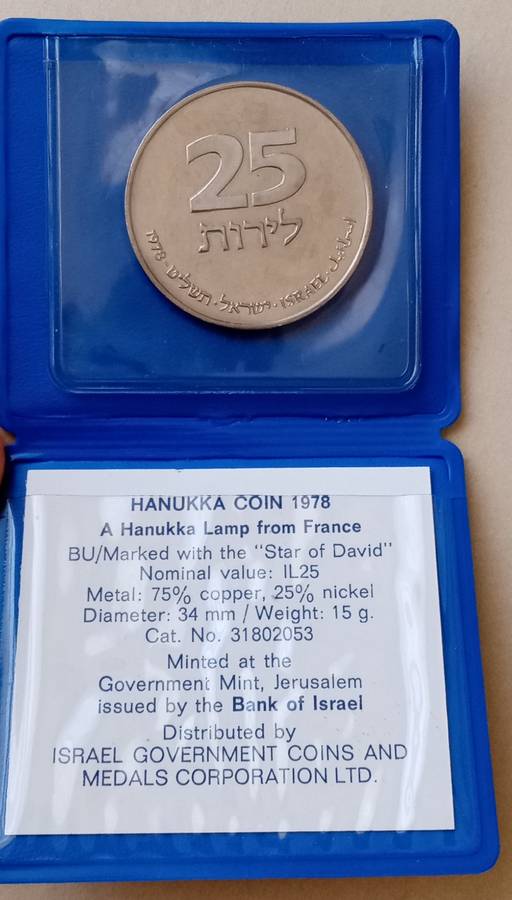 25
לירות
1978 · תשל"ט · ישראל · ISRAEL · اسرائيل
HANUKKA COIN 1978
A Hanukka Lamp from France
BU/Marked with the "Star of David"
Nominal value: IL25
Metal: 75% copper, 25% nickel
Diameter: 34 mm / Weight: 15 g.
Cat. No. 31802053
Minted at the
Government Mint, Jerusalem
issued by the Bank of Israel
Distributed by
ISRAEL GOVERNMENT COINS AND
MEDALS CORPORATION LTD.